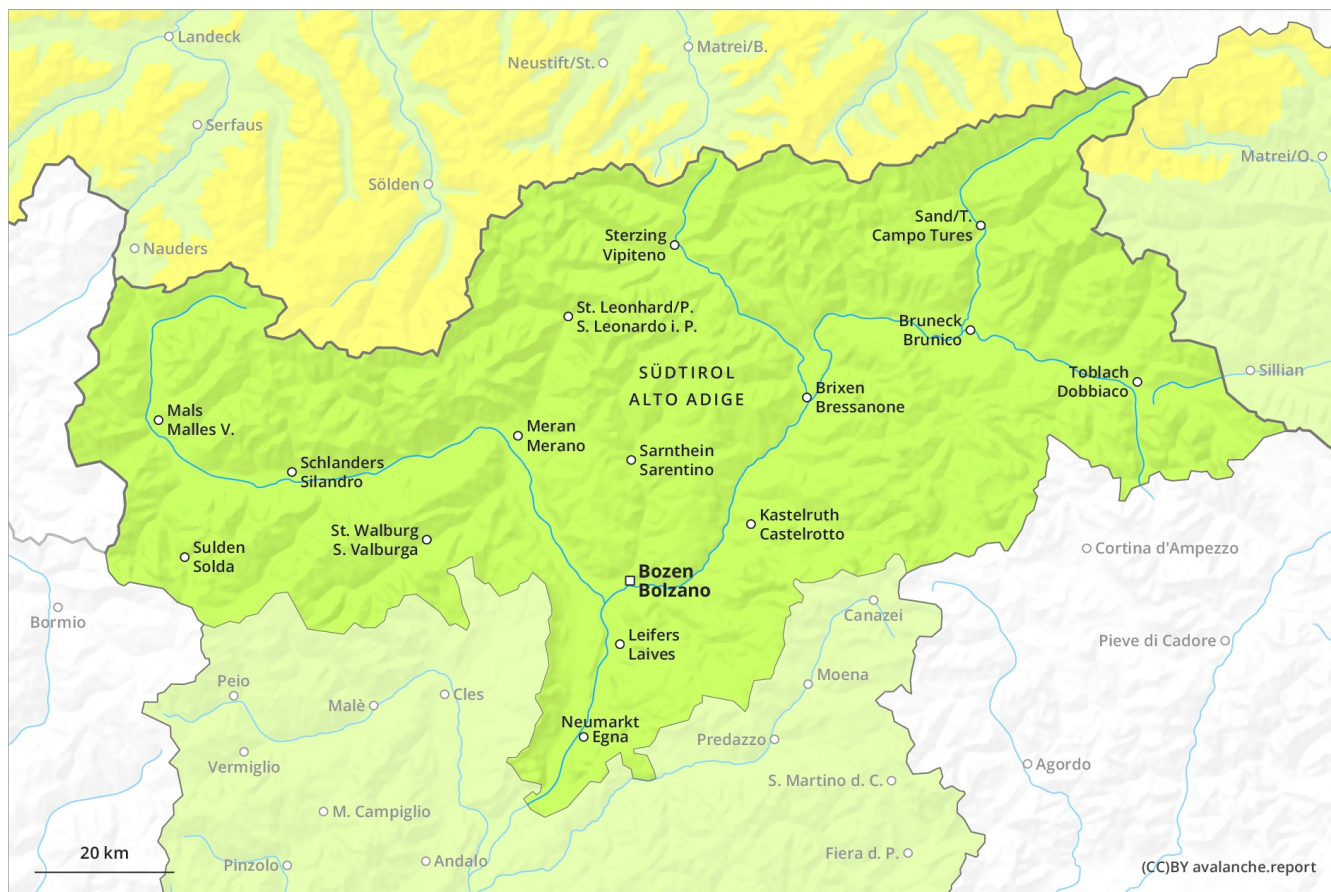 Landeck
Matrei/B.
Neustift/St.
Serfaus
Matrei/O.
Sölden
Sand/T.
Campo Tures
Sterzing
Vipiteno
Nauders
St. Leonhard/P.
S. Leonardo i. P.
Bruneck
Brunico
SÜDTIROL
ALTO ADIGE
Toblach
Dobbiaco
Sillian
Brixen
Bressanone
Mals
Malles V.
Meran
Merano
Sarnthein
Sarentino
Schlanders
Silandro
Kastelruth
Castelrotto
St. Walburg
S. Valburga
Sulden
Solda
Cortina d'Ampezzo
Bozen
Bolzano
Bormio
Canazei
Leifers
Laives
Pieve di Cadore
Peio
Moena
Malè
Cles
Neumarkt
Egna
Predazzo
Vermiglio
Agordo
S. Martino d. C.
M. Campiglio
20 km
Pinzolo
Andalo
Fiera d. P.
(CC)BY avalanche.report